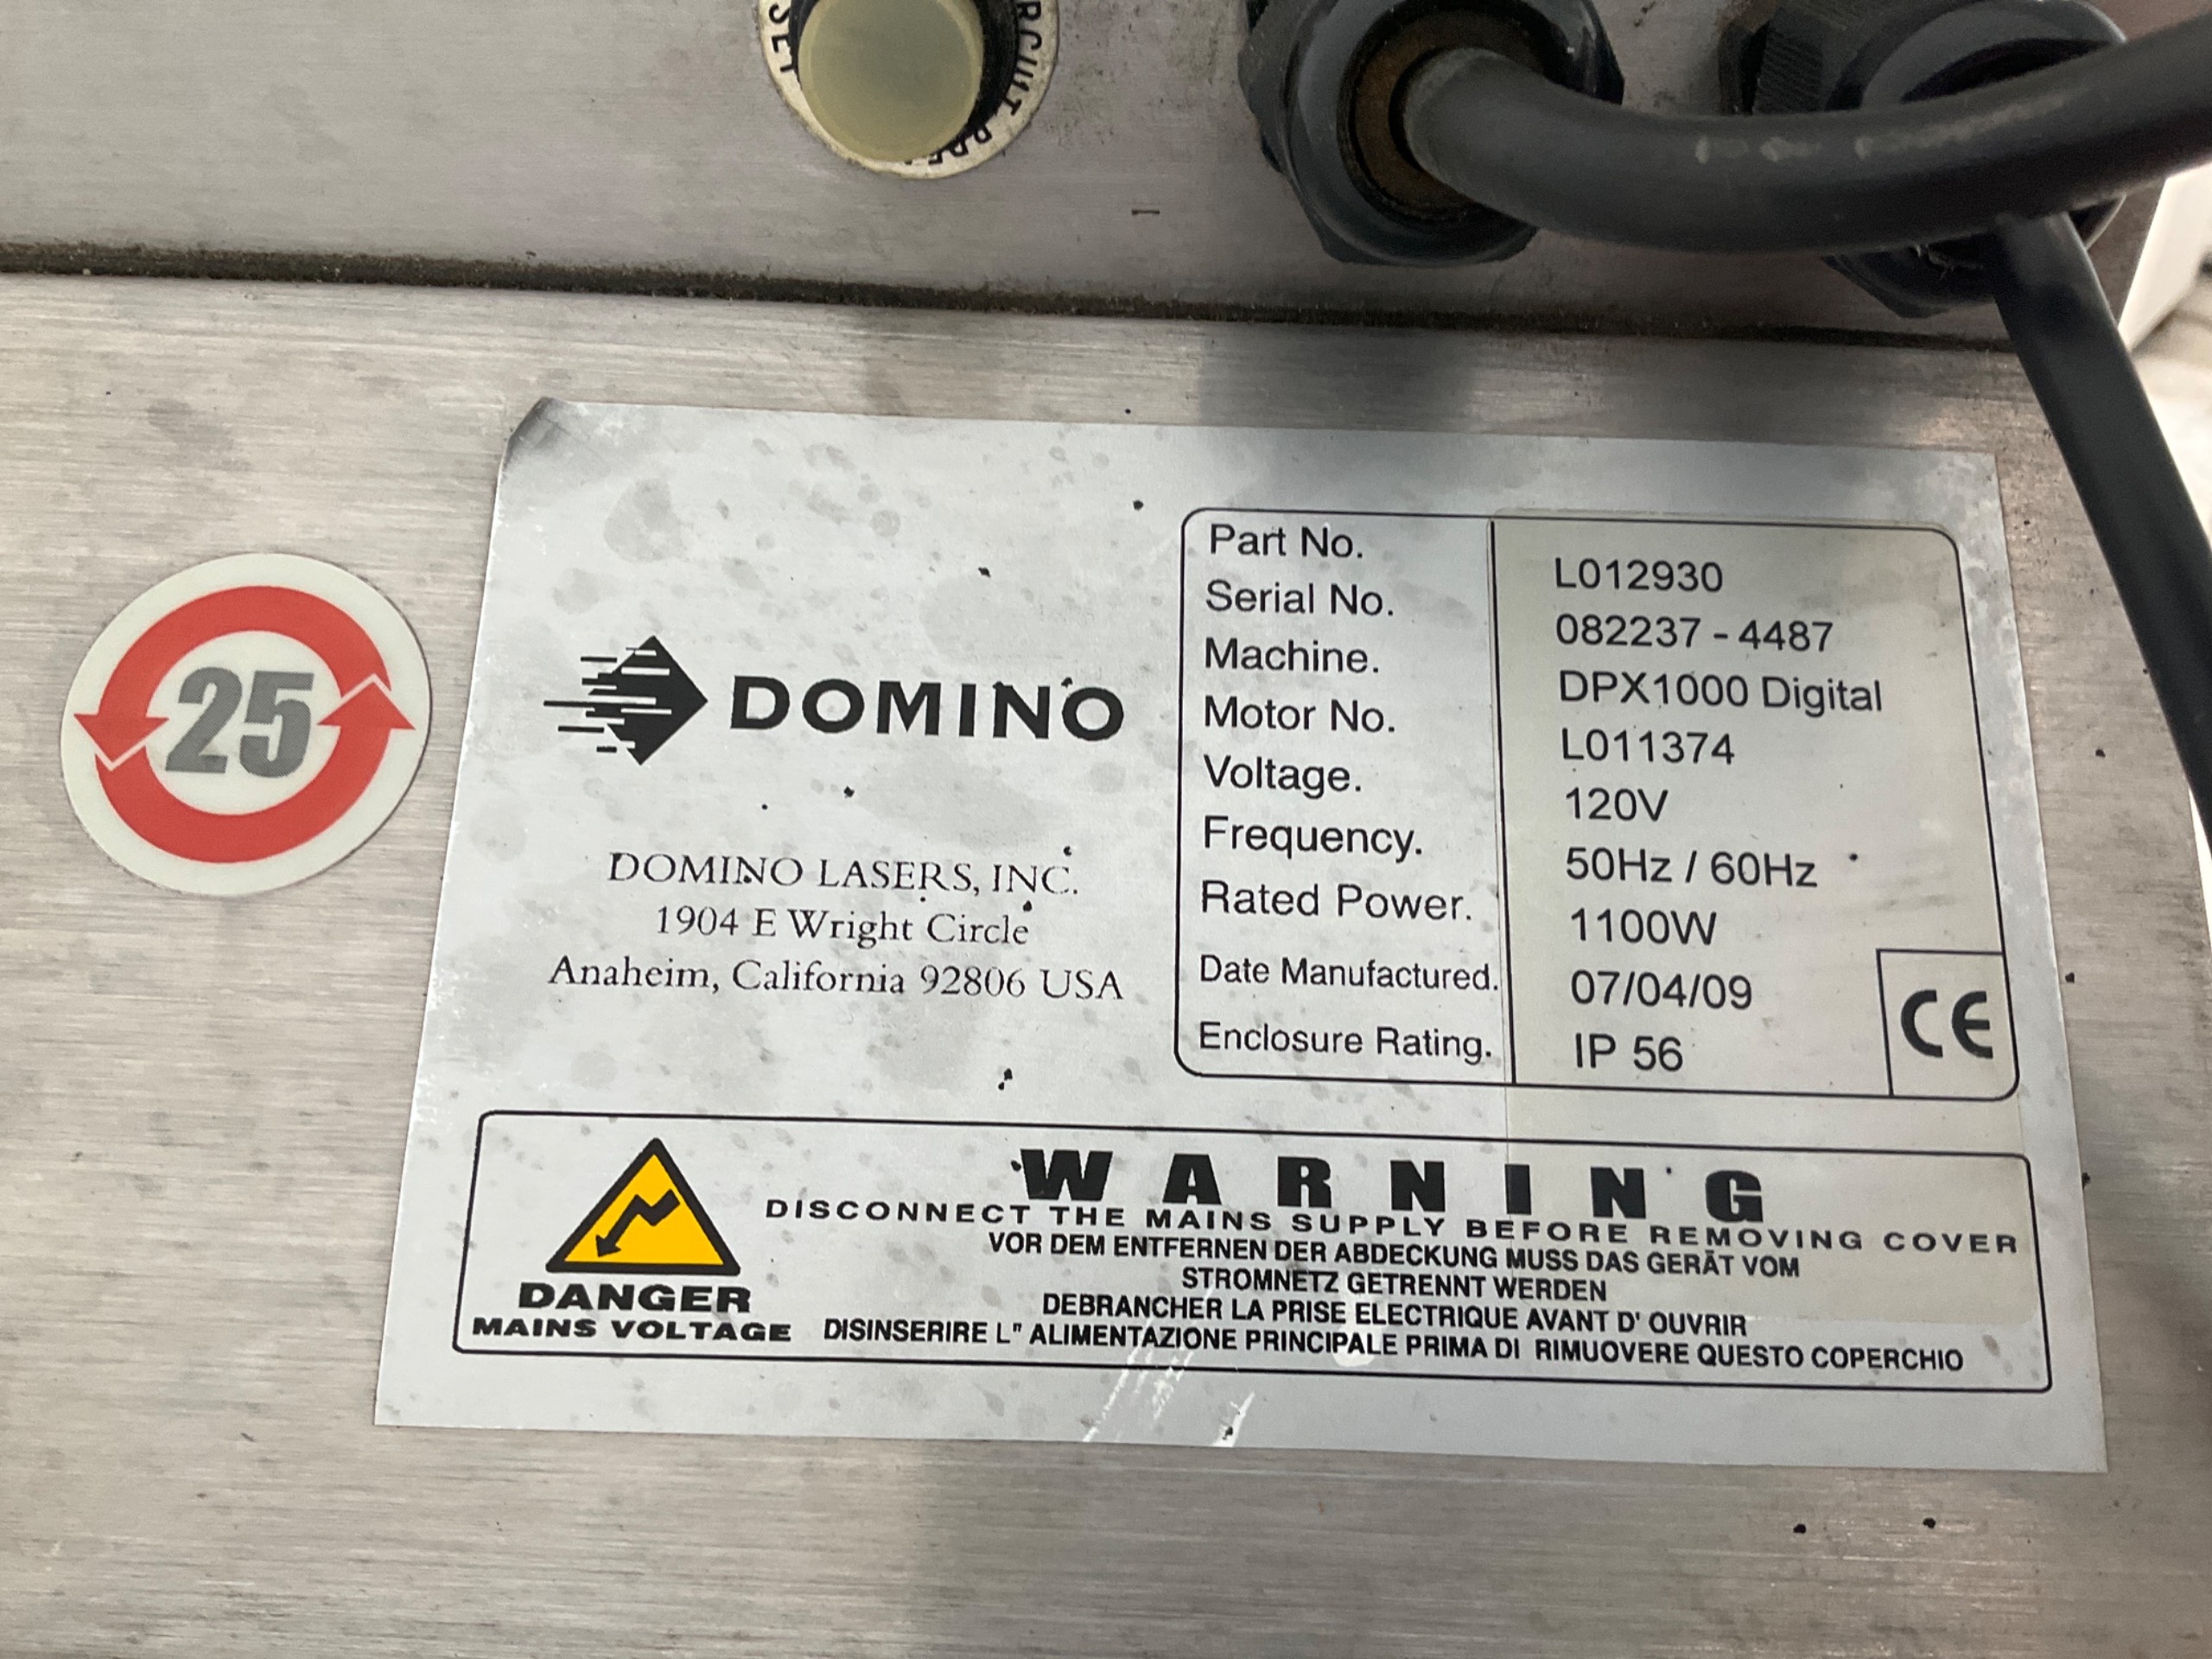 25
DOMINO
DOMINO LASERS, INC.
1904 E Wright Circle
Anaheim, California 92806 USA
Part No. L012930
Serial No. 082237 - 4487
Machine. DPX1000 Digital
Motor No. L011374
Voltage. 120V
Frequency. 50Hz / 60Hz
Rated Power. 1100W
Date Manufactured. 07/04/09
Enclosure Rating. IP 56
CE
WARNING
DISCONNECT THE MAINS SUPPLY BEFORE REMOVING COVER
VOR DEM ENTFERNEN DER ABDECKUNG MUSS DAS GERÄT VOM
STROMNETZ GETRENNT WERDEN
DEBRANCHER LA PRISE ELECTRIQUE AVANT D' OUVRIR
DISINSERIRE L" ALIMENTAZIONE PRINCIPALE PRIMA DI RIMUOVERE QUESTO COPERCHIO
DANGER
MAINS VOLTAGE